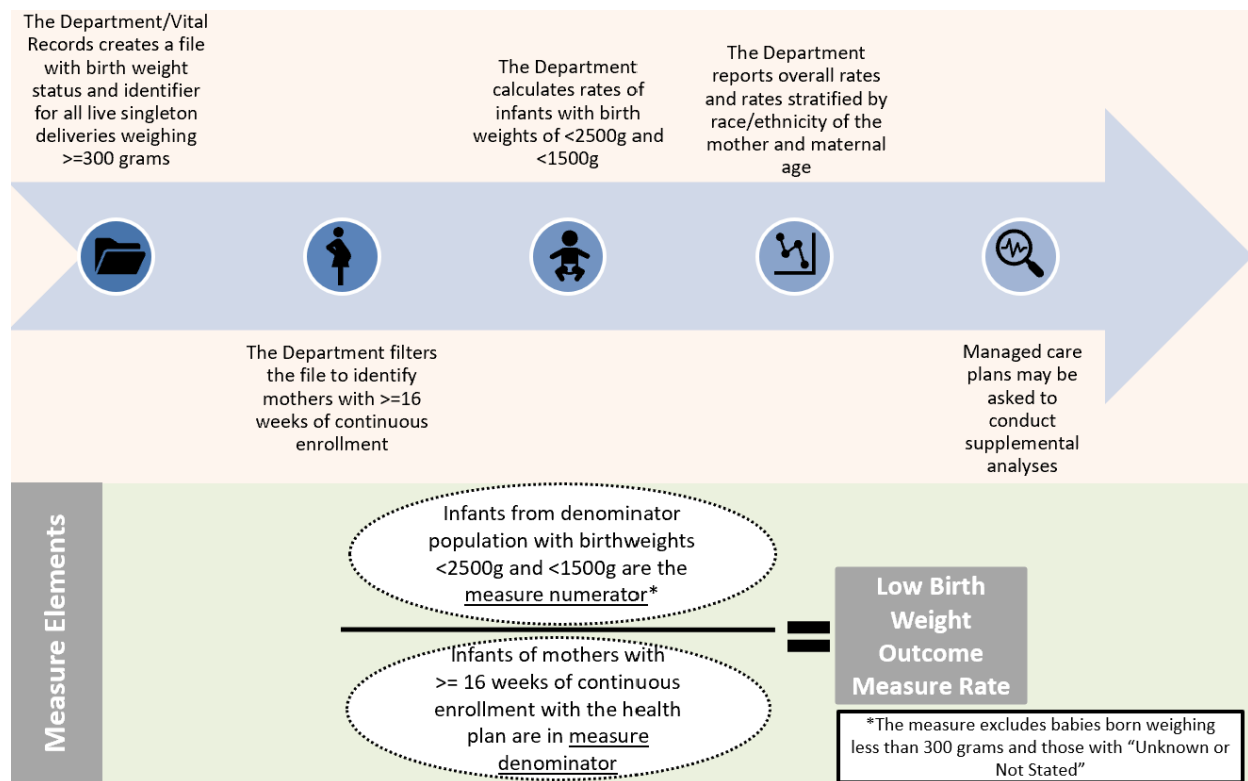 The Department/Vital
Records creates a file
with birth weight
status and identifier
for all live singleton
deliveries weighing
>=300 grams
The Department filters
the file to identify
mothers with >=16
weeks of continuous
enrollment
The Department
calculates rates of
infants with birth
weights of <2500g and
<1500g
The Department
reports overall rates
and rates stratified by
race/ethnicity of the
mother and maternal
age
Managed care
plans may be
asked to
conduct
supplemental
analyses
Measure Elements
Infants from denominator
population with birthweights
<2500g and <1500g are the
measure numerator*
Infants of mothers with
>= 16 weeks of continuous
enrollment with the health
plan are in measure
denominator
=
Low Birth
Weight
Outcome
Measure Rate
*The measure excludes babies born weighing
less than 300 grams and those with “Unknown or
Not Stated”